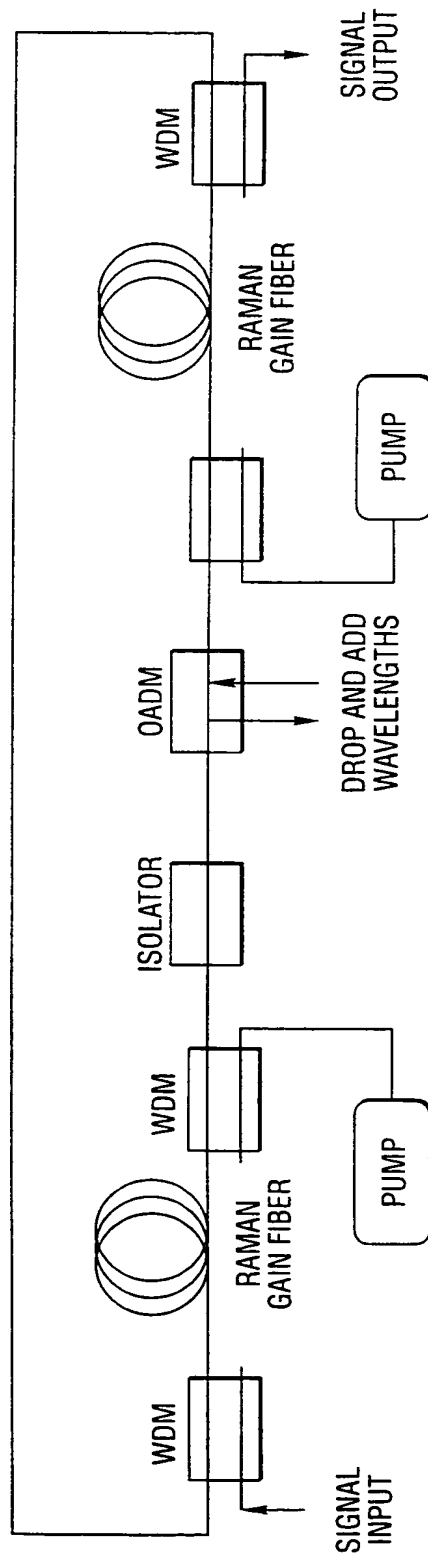 SIGNAL
INPUT
WDM
RAMAN
GAIN FIBER
WDM
PUMP
ISOLATOR
OADM
DROP AND ADD
WAVELENGTHS
PUMP
RAMAN
GAIN FIBER
WDM
SIGNAL
OUTPUT